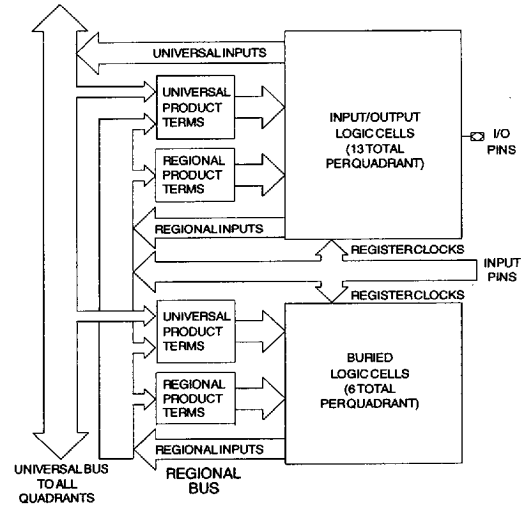 UNIVERSAL INPUTS
UNIVERSAL
PRODUCT
TERMS
INPUT/OUTPUT
LOGIC CELLS
(13 TOTAL
PER QUADRANT)
I/O
PINS
REGIONAL
PRODUCT
TERMS
REGIONAL INPUTS
REGISTER CLOCKS
INPUT
PINS
REGISTER CLOCKS
UNIVERSAL
PRODUCT
TERMS
BURIED
LOGIC CELLS
(6 TOTAL
PER QUADRANT)
REGIONAL
PRODUCT
TERMS
REGIONAL INPUTS
UNIVERSAL BUS
TO ALL
QUADRANTS
REGIONAL
BUS